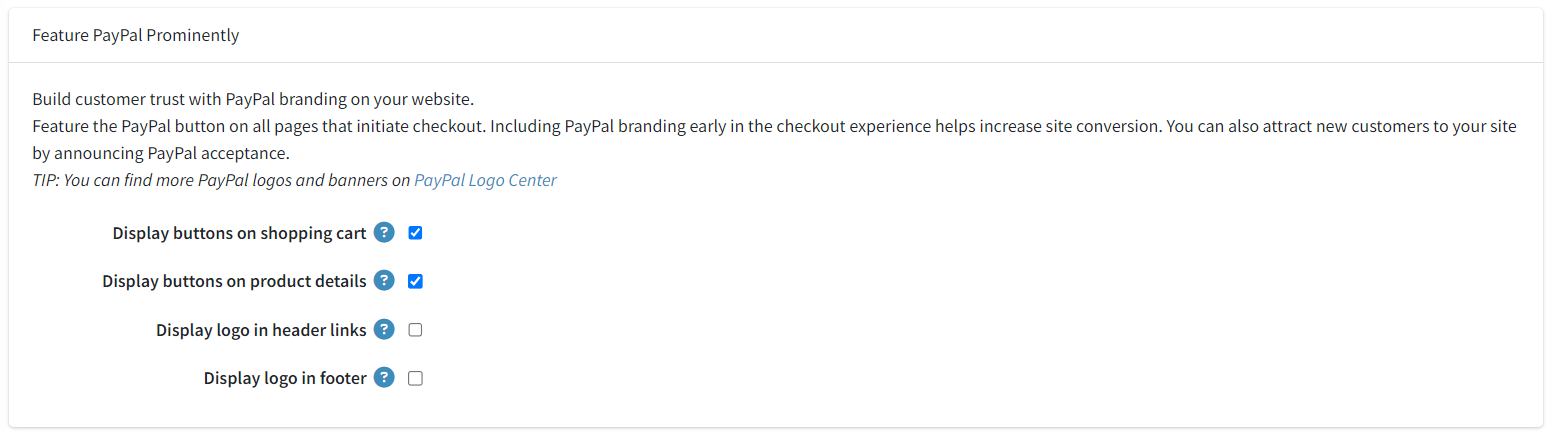 Feature PayPal Prominently
Build customer trust with PayPal branding on your website.
Feature the PayPal button on all pages that initiate checkout. Including PayPal branding early in the checkout experience helps increase site conversion. You can also attract new customers to your site
by announcing PayPal acceptance.
TIP: You can find more PayPal logos and banners on PayPal Logo Center
Display buttons on shopping cart ?
Display buttons on product details ?
Display logo in header links ?
Display logo in footer ?